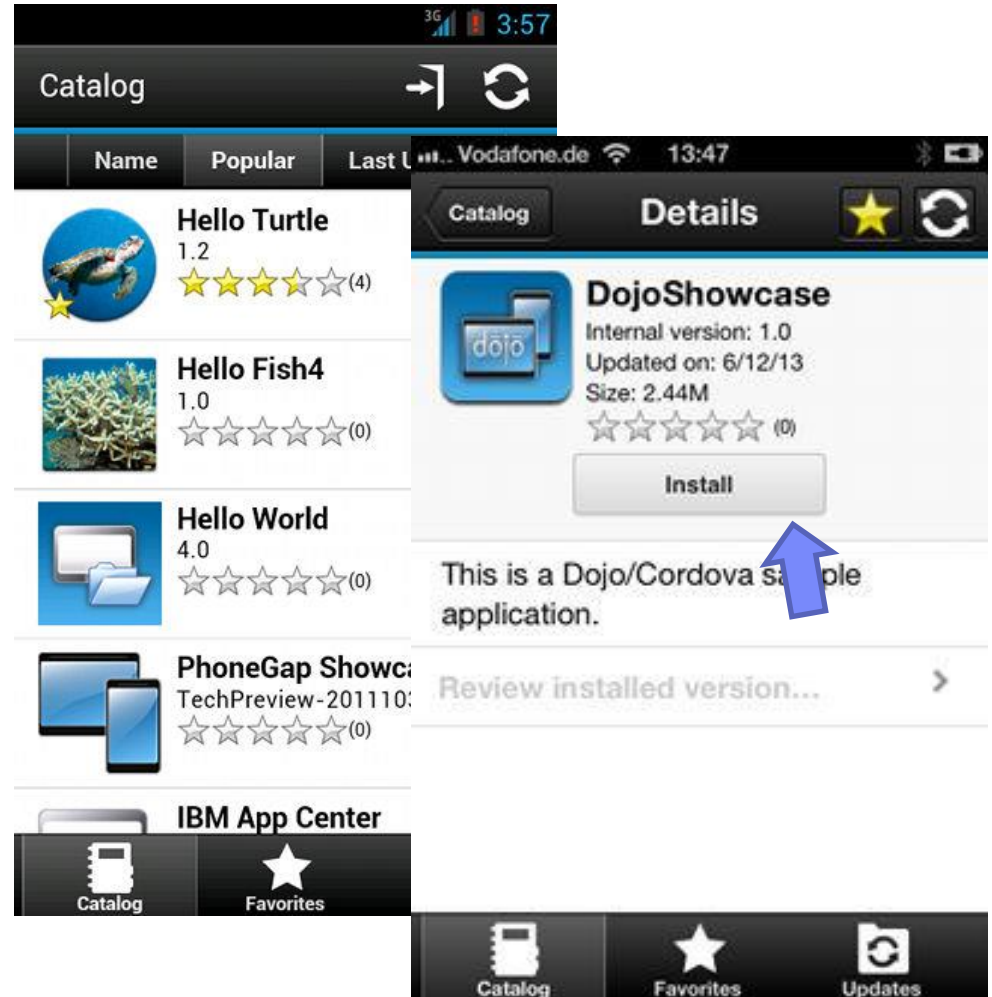 3G 3:57
Catalog
Name Popular Last
Hello Turtle
1.2
(4)
Hello Fish4
1.0
(0)
Hello World
4.0
(0)
PhoneGap
TechPreview-
(0)
IBM App Center
Catalog Favorites
Vodafone.de 13:47
Catalog Details
dojo
DojoShowcase
Internal version: 1.0
Updated on: 6/12/13
Size: 2.44M
(0)
Install
This is a Dojo/Cordova
application.
Review installed version...
Catalog Favorites Updates